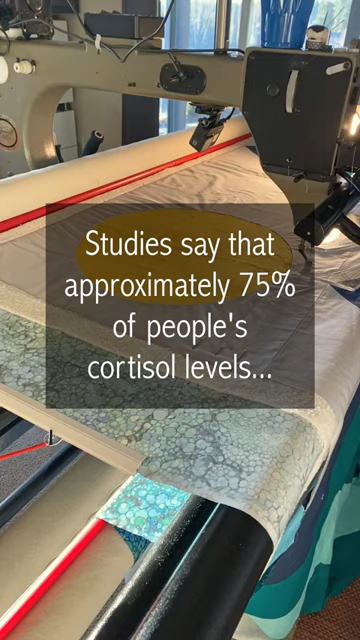 Studies say that
approximately 75%
of people's
cortisol levels...